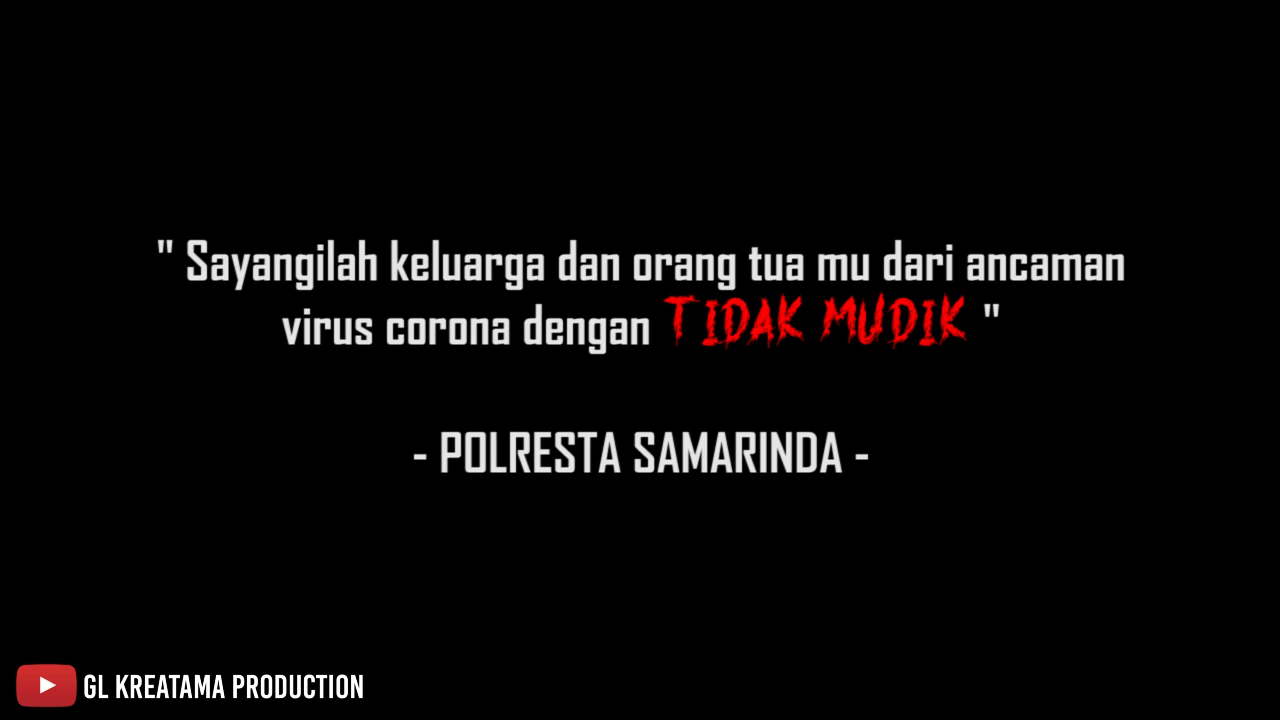 " Sayangilah keluarga dan orang tua mu dari ancaman
virus corona dengan TIDAK MUDIK "
- POLRESTA SAMARINDA -
GL KREATAMA PRODUCTION